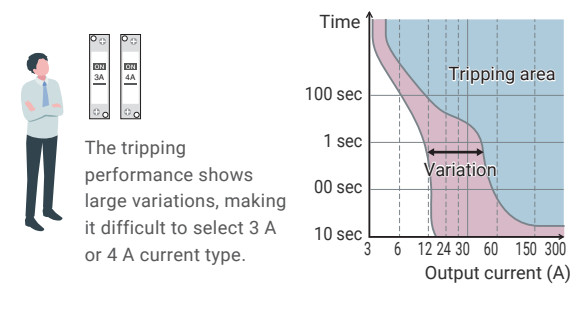 ON
3A
ON
4A
The tripping
performance shows
large variations, making
it difficult to select 3 A
or 4 A current type.
Time
Tripping area
100 sec
1 sec
Variation
00 sec
10 sec
3 6 12 24 30 60 150 300
Output current (A)